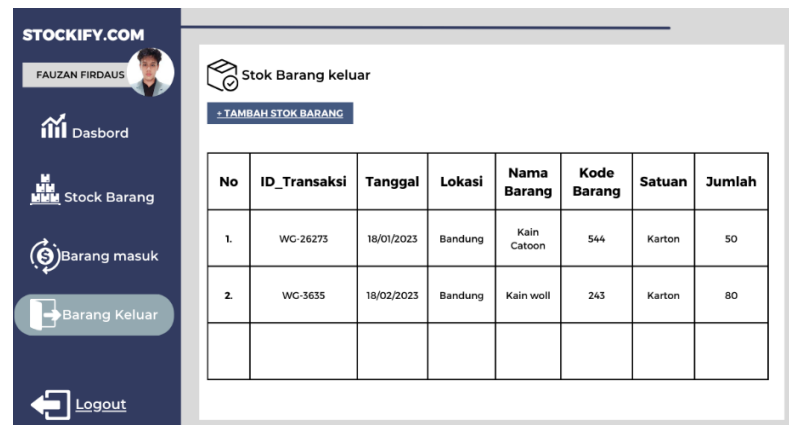 STOCKIFY.COM
FAUZAN FIRDAUS
Dasbord
Stock Barang
Barang masuk
Barang Keluar
Logout
Stok Barang keluar
+ TAMBAH STOK BARANG
No ID_Transaksi Tanggal Lokasi Nama Barang Kode Barang Satuan Jumlah
1. WG-26273 18/01/2023 Bandung Kain Catoon 544 Karton 50
2. WG-3635 18/02/2023 Bandung Kain woll 243 Karton 80